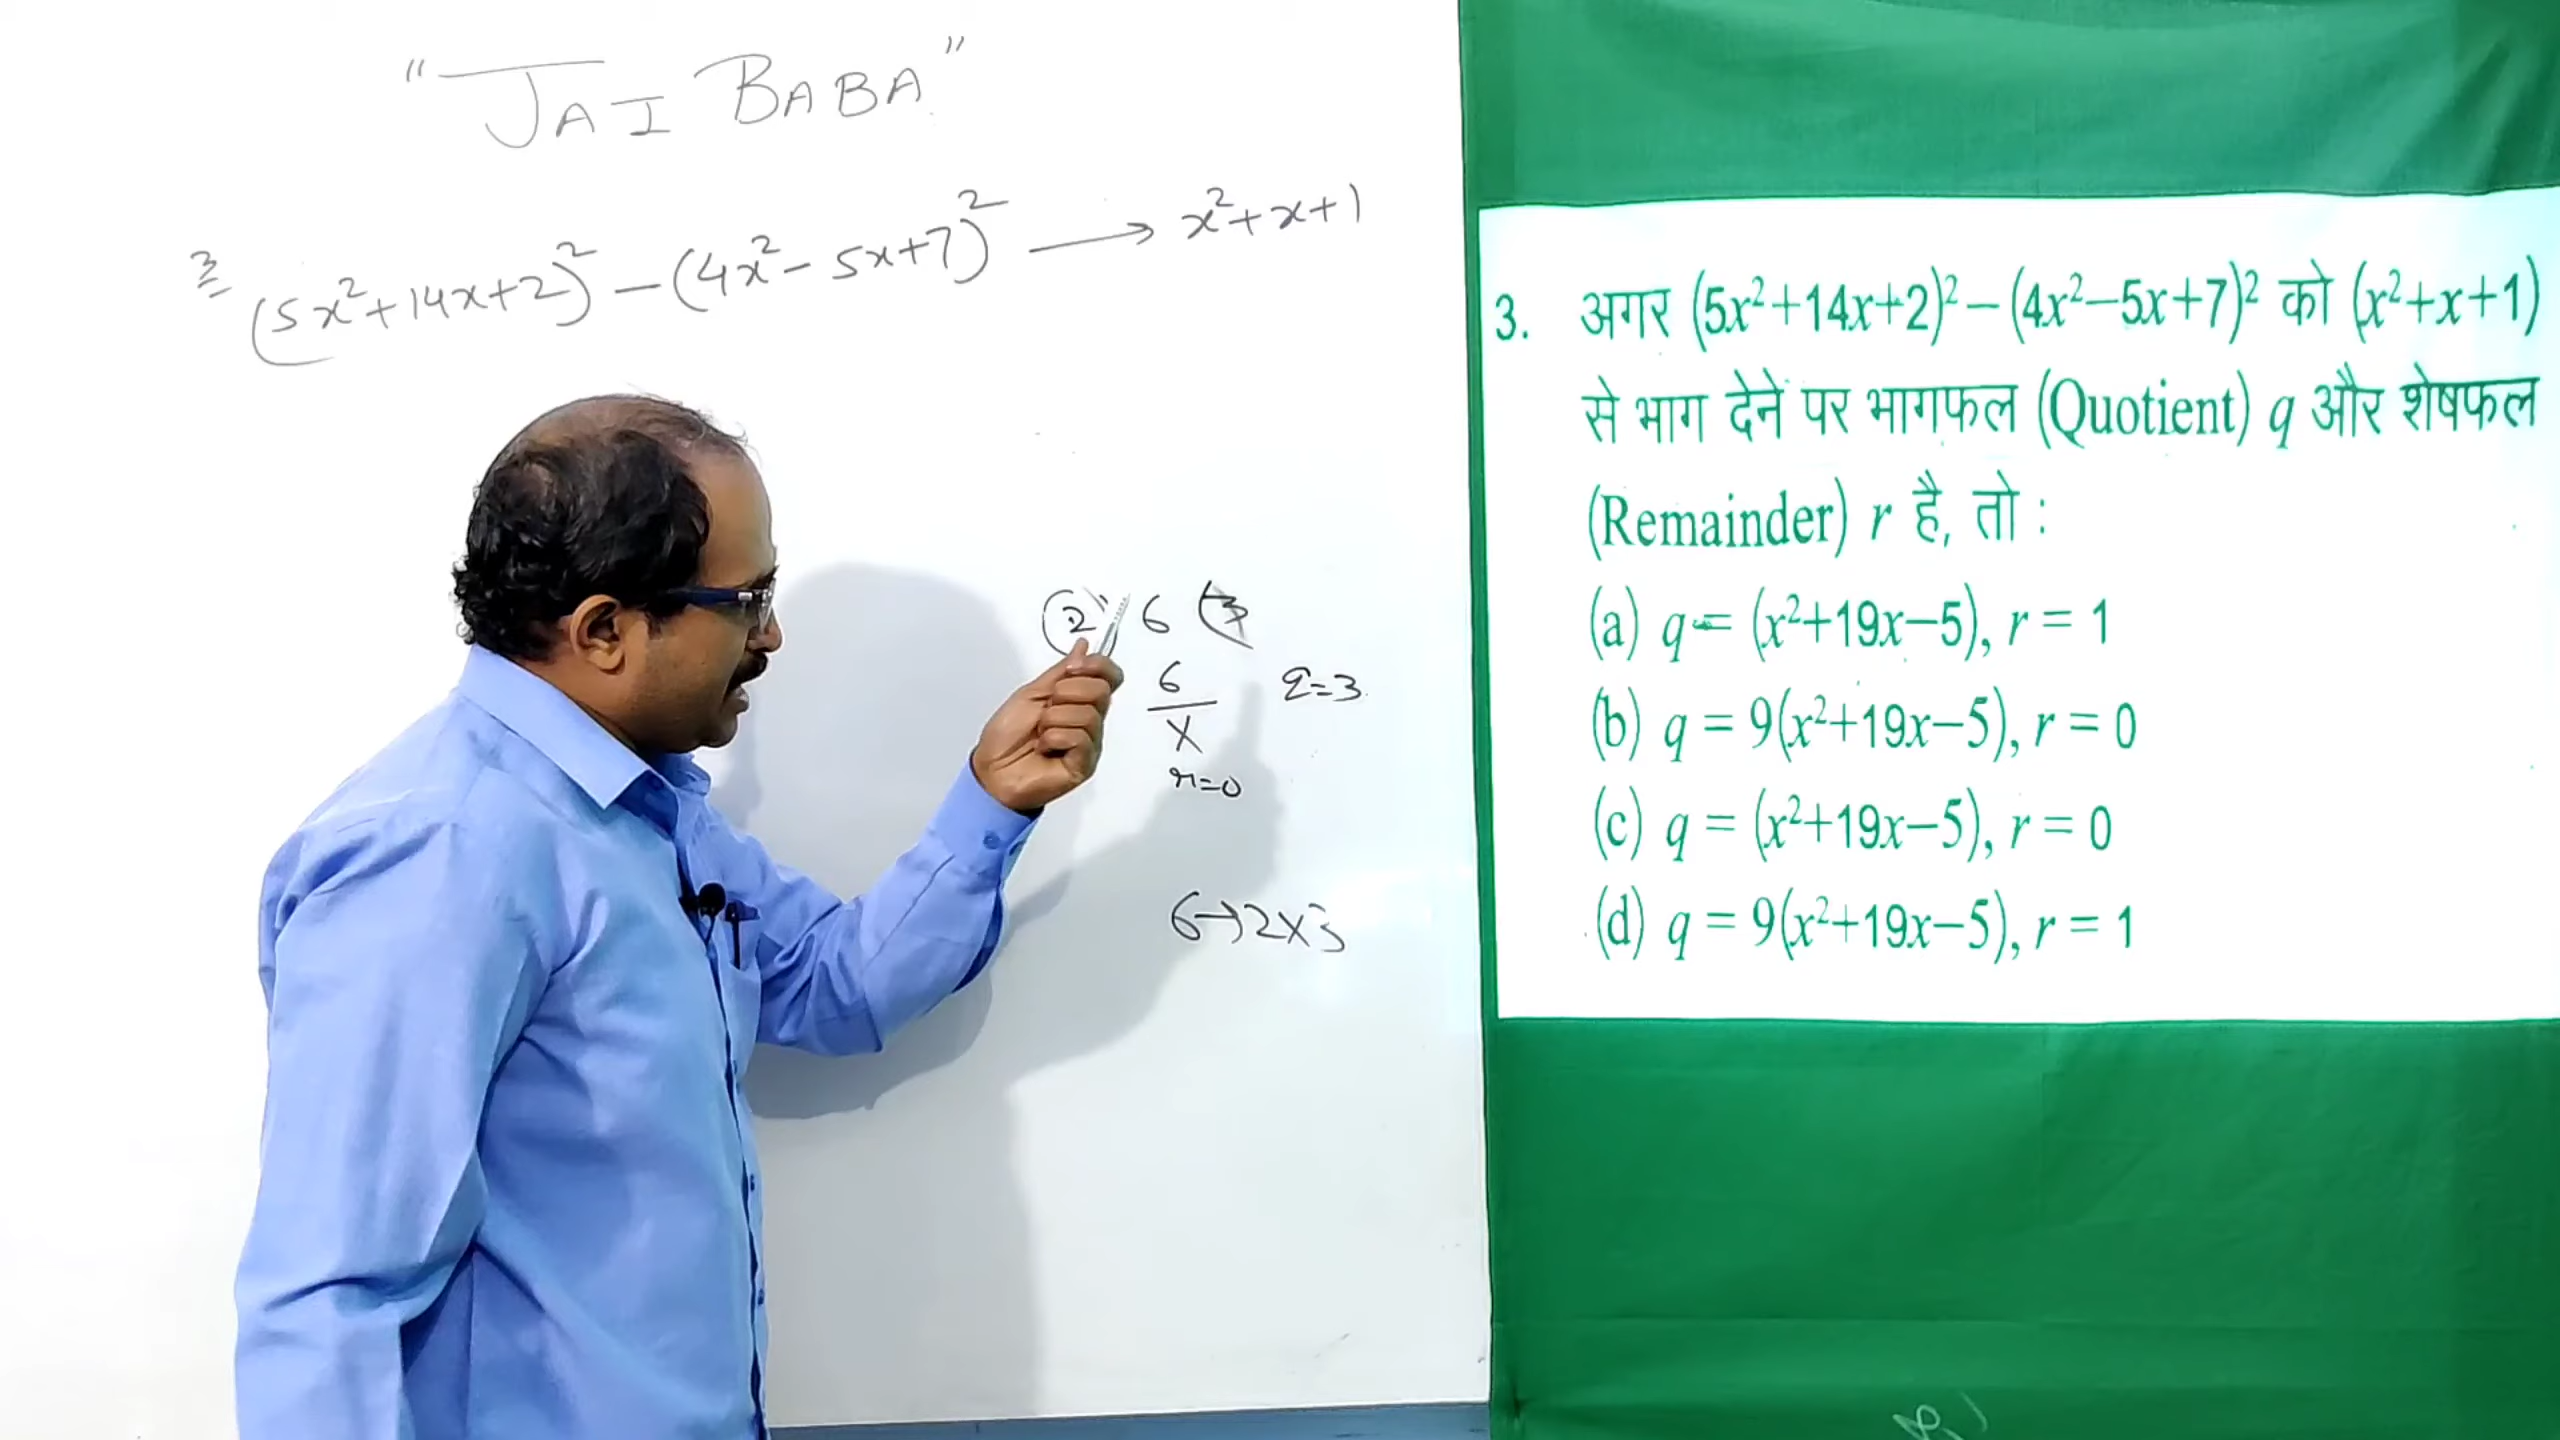 "JAI BABA"
3 (5x²+14x+2)² – (4x²- 5x+7)² → x²+x+1
2) 6 (3
6
q=3
X
r=0
6→2x3
3. अगर (5x²+14x+2)² – (4x²–5x+7)² को (x²+x+1)
से भाग देने पर भागफल (Quotient) q और शेषफल
(Remainder) r है, तो :
(a) q = (x²+19x–5), r = 1
(b) q = 9(x²+19x–5), r = 0
(c) q = (x²+19x–5), r = 0
(d) q = 9(x²+19x–5), r = 1